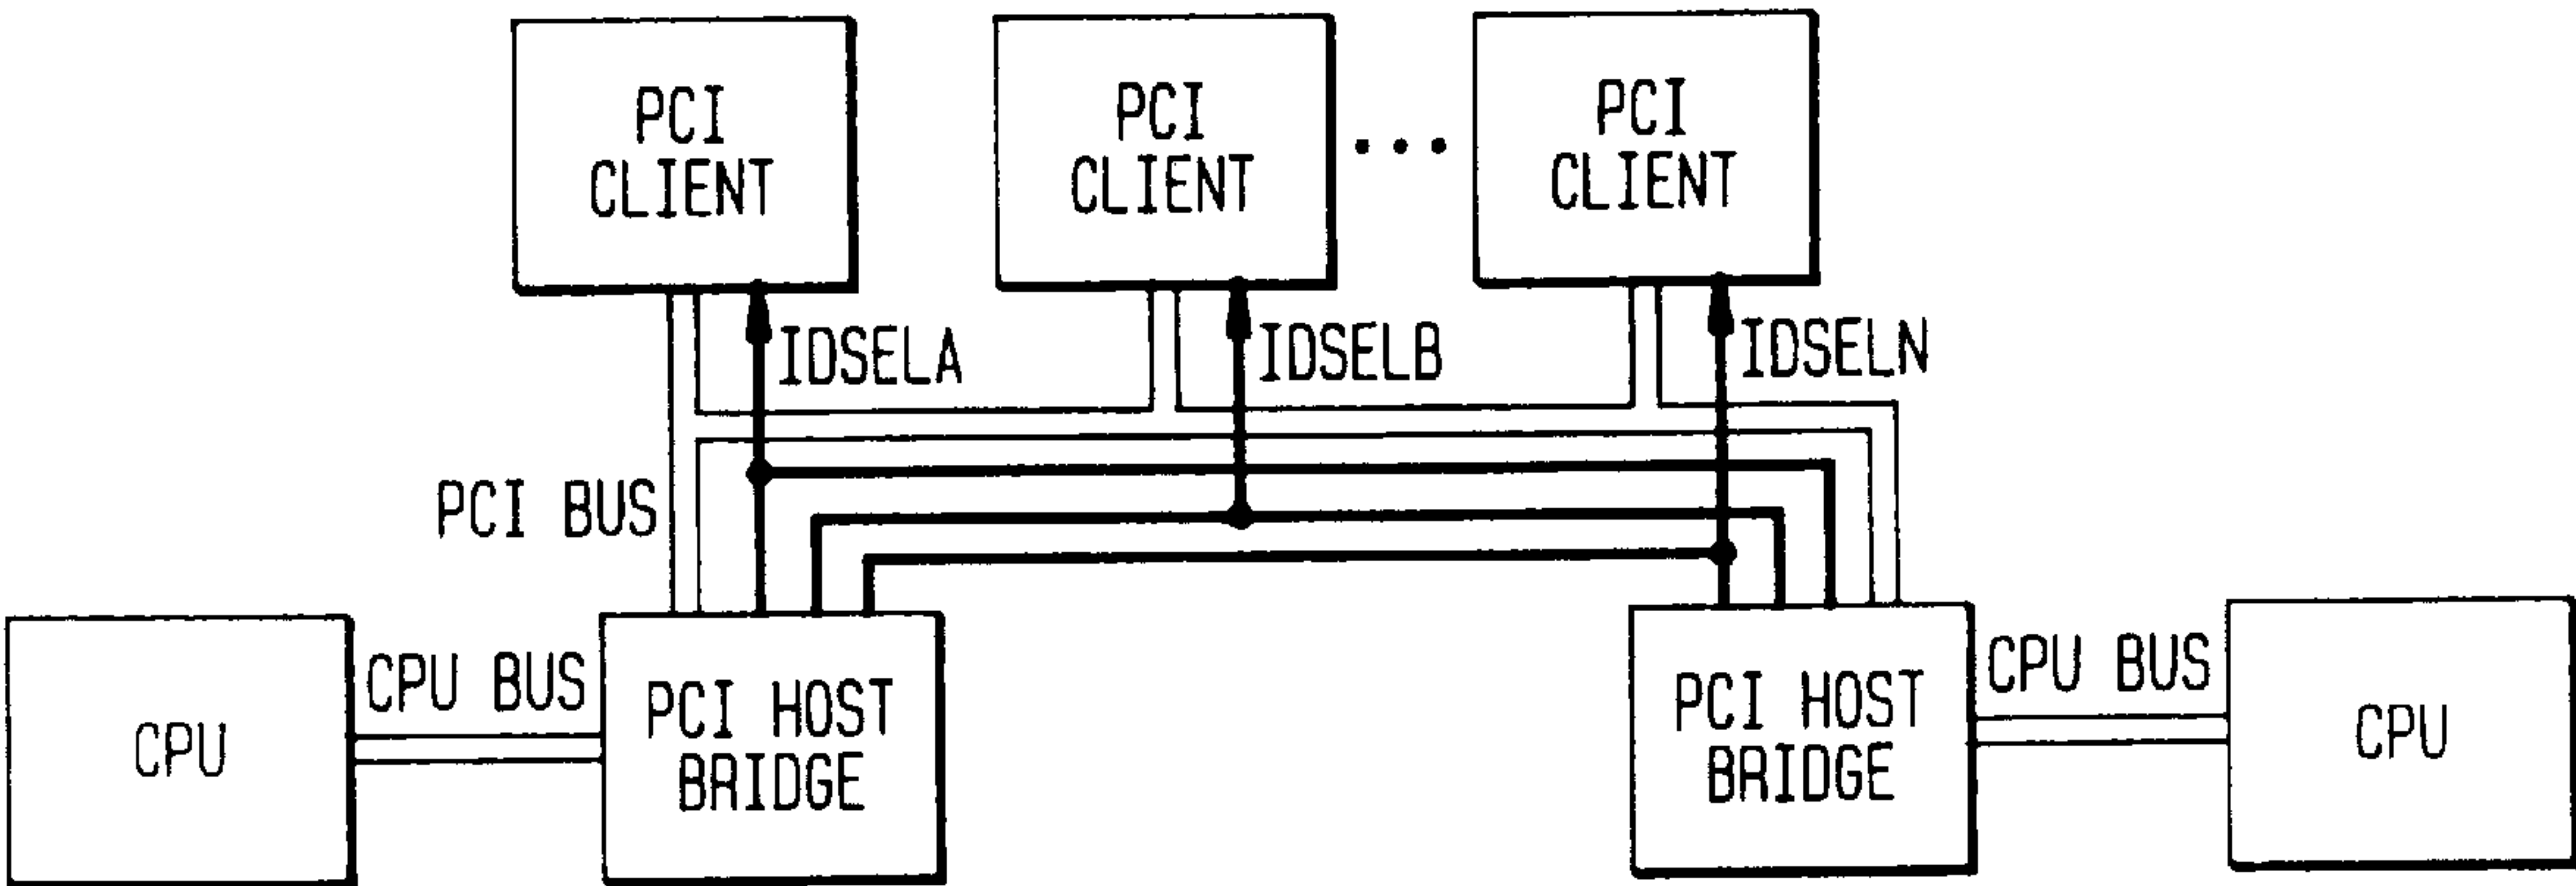 PCI
CLIENT
PCI
CLIENT
PCI
CLIENT
IDSELA
IDSELB
IDSELN
PCI BUS
CPU
CPU BUS
PCI HOST
BRIDGE
PCI HOST
BRIDGE
CPU BUS
CPU